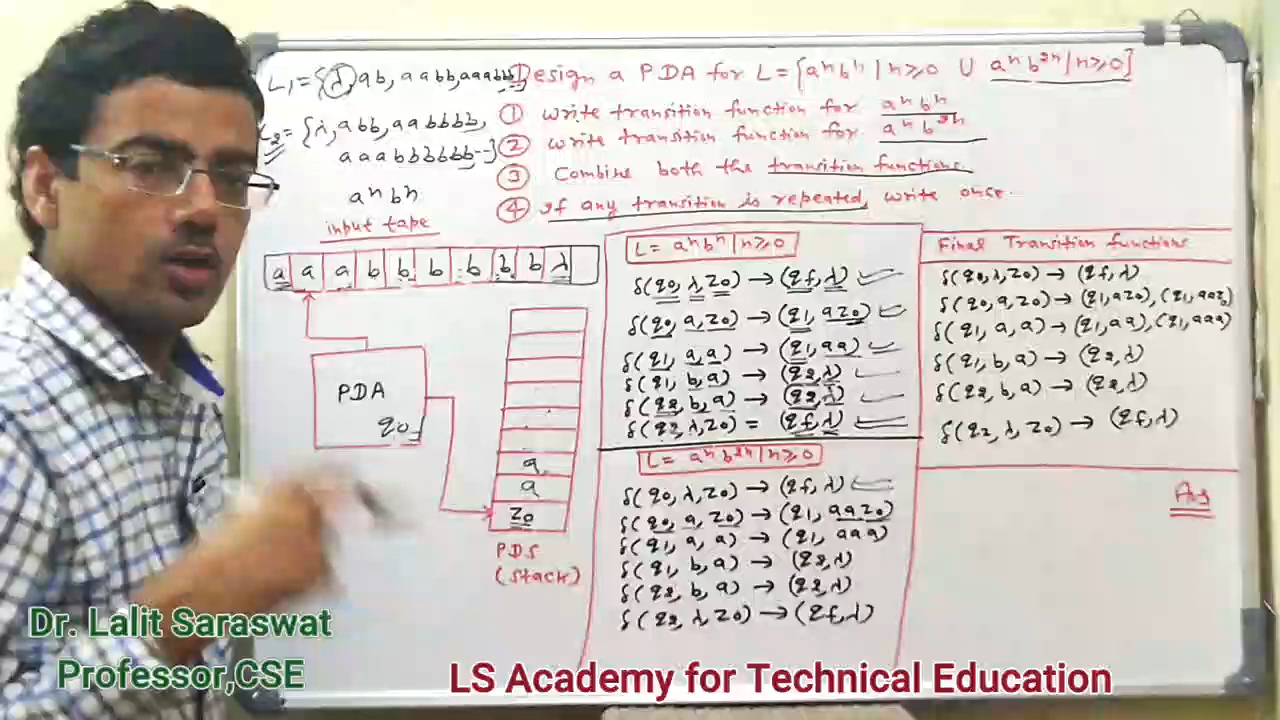 L1={λ,ab,aabb,aaabbb}
L2={λ,abb,aabbbb,
aaabbbbbb--}
Design a PDA for L={aⁿbⁿ|n≥0 ∪ aⁿb²ⁿ|n≥0}
① write transition function for aⁿbⁿ
② write transition function for aⁿb²ⁿ
③ Combine both the transition functions
④ If any transition is repeated, write once.
aⁿbⁿ
input tape
a a a b b b b b b λ
PDA
q0
a
a
z0
PDS
(stack)
L= aⁿbⁿ|n≥0
δ(q0,λ,z0)→(qf,λ)
δ(q0,a,z0)→(q1,az0)
δ(q1,a,a)→(q1,aa)
δ(q1,b,a)→(q2,λ)
δ(q2,b,a)→(q2,λ)
δ(q2,λ,z0)=(qf,λ)
L= aⁿb²ⁿ|n≥0
δ(q0,λ,z0)→(qf,λ)
δ(q0,a,z0)→(q1,aaz0)
δ(q1,a,a)→(q1,aaa)
δ(q1,b,a)→(q2,λ)
δ(q2,b,a)→(q2,λ)
δ(q2,λ,z0)→(qf,λ)
Final Transition functions
δ(q0,λ,z0)→(qf,λ)
δ(q0,a,z0)→(q1,az0),(q1,aaz0)
δ(q1,a,a)→(q1,aa),(q1,aaa)
δ(q1,b,a)→(q2,λ)
δ(q2,b,a)→(q2,λ)
δ(q2,λ,z0)→(qf,λ)
Ans
Dr. Lalit Saraswat
Professor,CSE
LS Academy for Technical Education